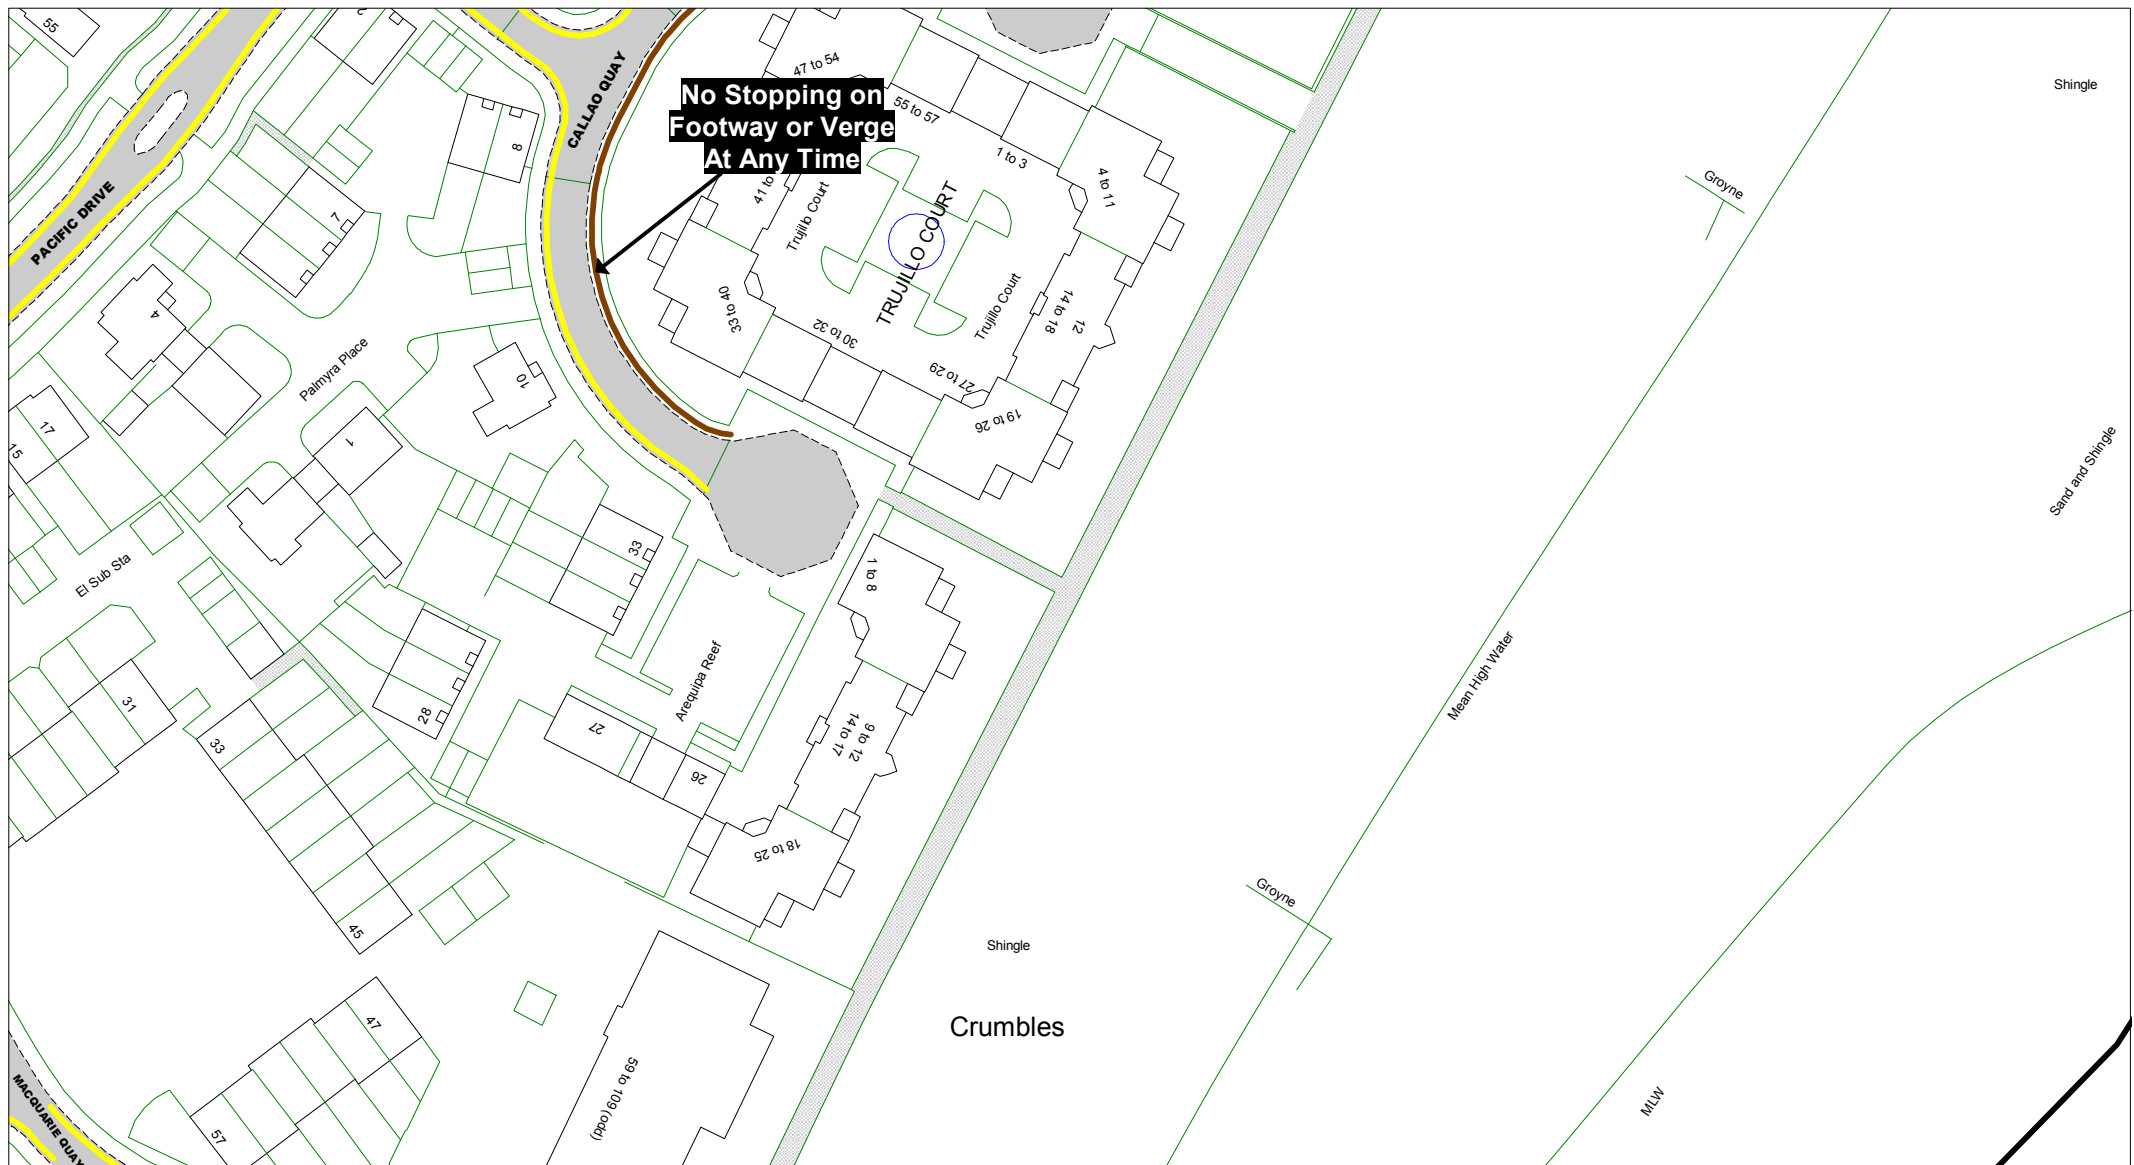 55
2
CALLAO QUAY
47 to 54
Shingle
No Stopping on
Footway or Verge
At Any Time
55 to 57
8
1 to 3
4 to 11
Groyne
PACIFIC DRIVE
7
41 to
Trujillo Court
TRUJILLO COURT
4
33 to 40
30 to 32
Trujillo Court
14 to 18
12
Palmyra Place
10
27 to 29
19 to 26
17
15
1
Sand and Shingle
El Sub Sta
33
1 to 8
Arequipa Reef
Mean High Water
31
28
33
27
9 to 12
14 to 17
26
18 to 25
45
Groyne
Shingle
Crumbles
47
59 to 109 (odd)
MACQUARIE QUAY
57
MLW